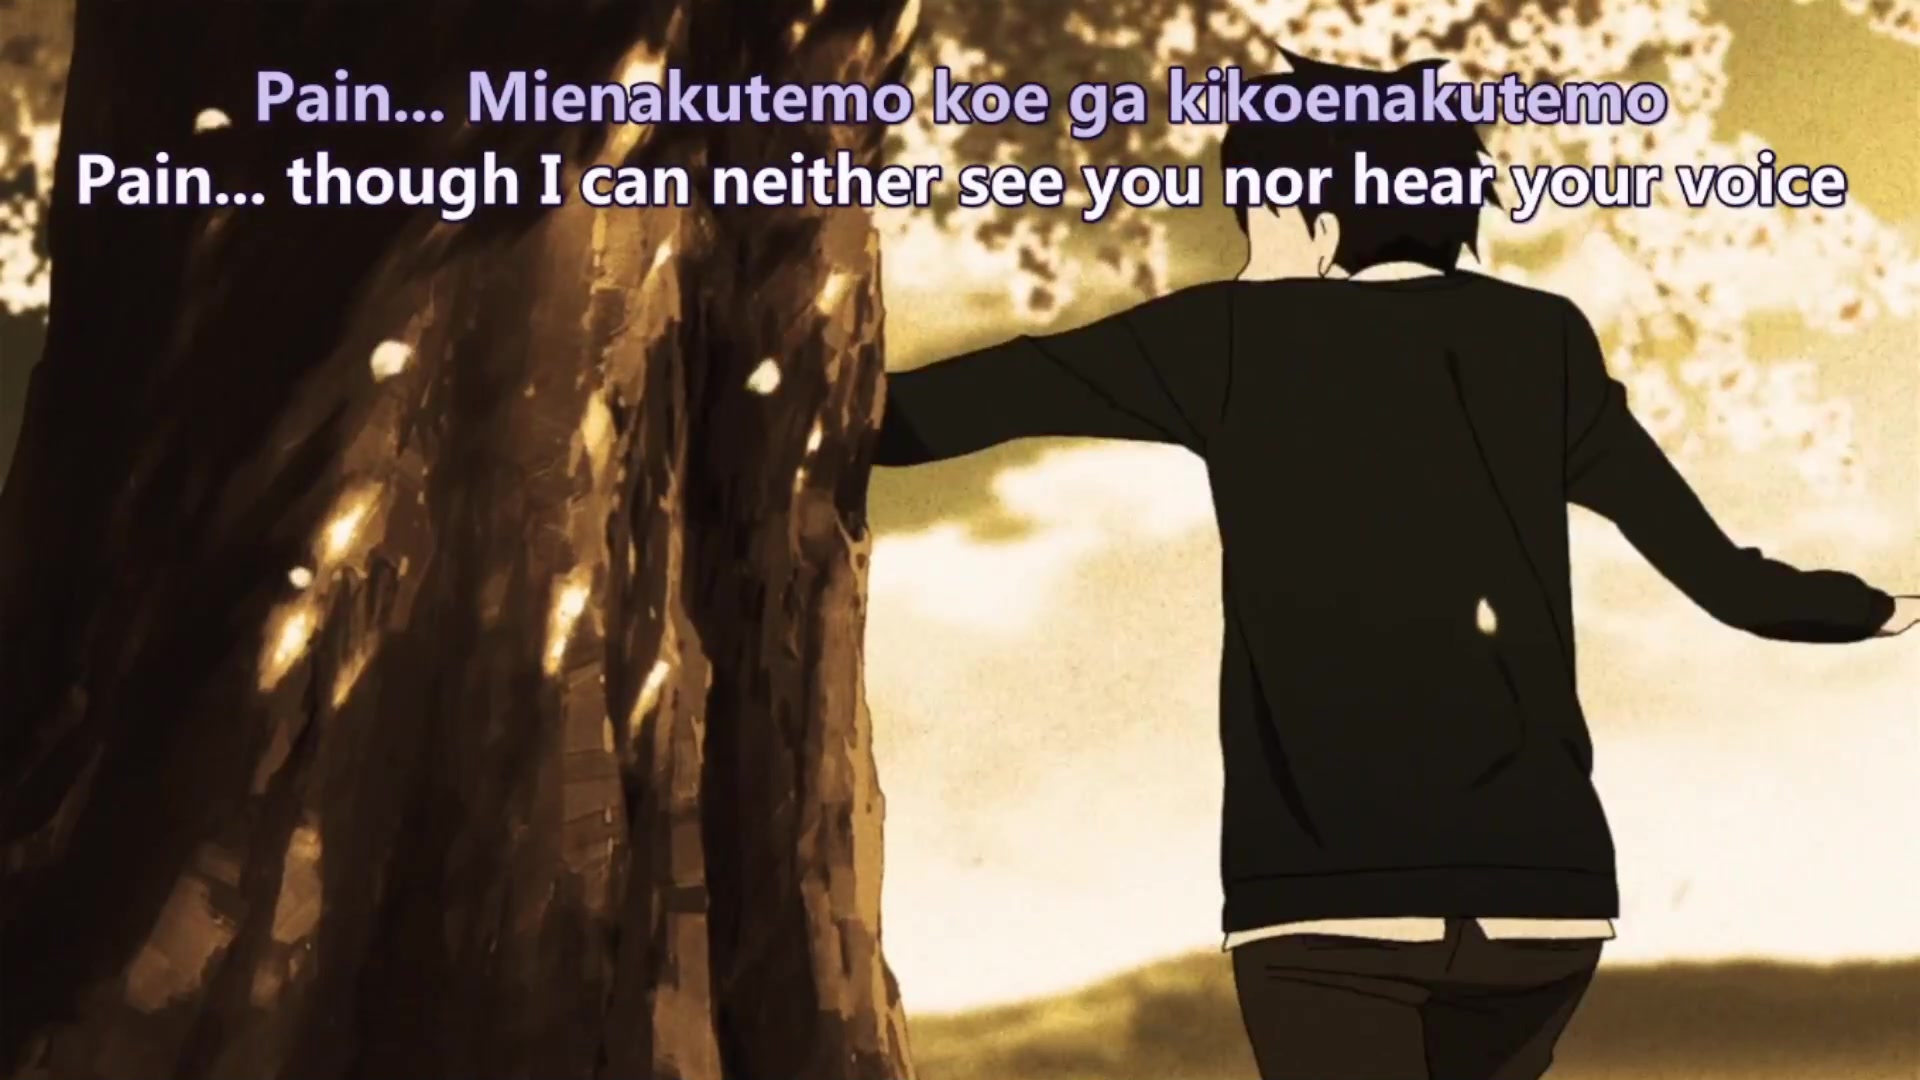 Pain... Mienakutemo koe ga kikoenakutemo
Pain... though I can neither see you nor hear your voice